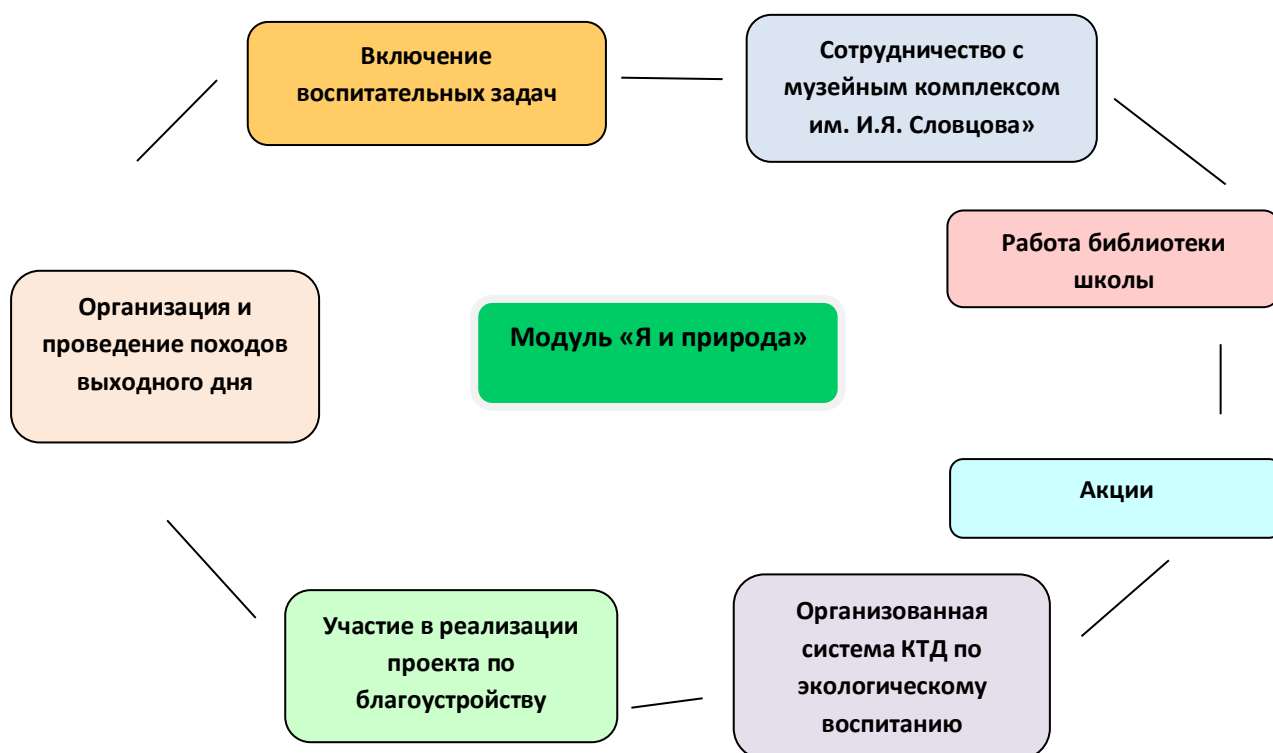 Включение
воспитательных задач
Сотрудничество с
музейным комплексом
им. И.Я. Словцова»
Работа библиотеки
школы
Организация и
проведение походов
выходного дня
Модуль «Я и природа»
Акции
Участие в реализации
проекта по
благоустройству
Организованная
система КТД по
экологическому
воспитанию